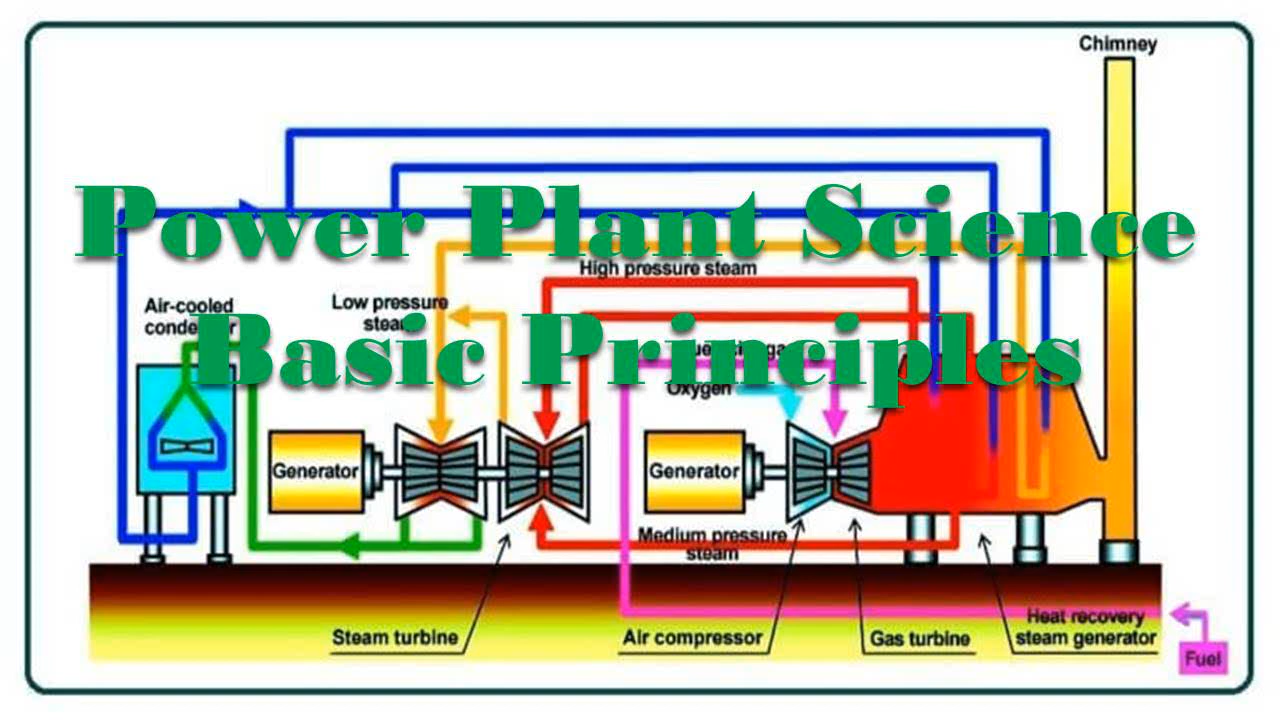 Chimney
Power Plant Science
High pressure steam
Air-cooled
Low pressure
Basic Principles
Oxygen
Generator
Generator
Medium pressure
steam
Steam turbine
Air compressor
Gas turbine
Heat recovery
steam generator
Fuel